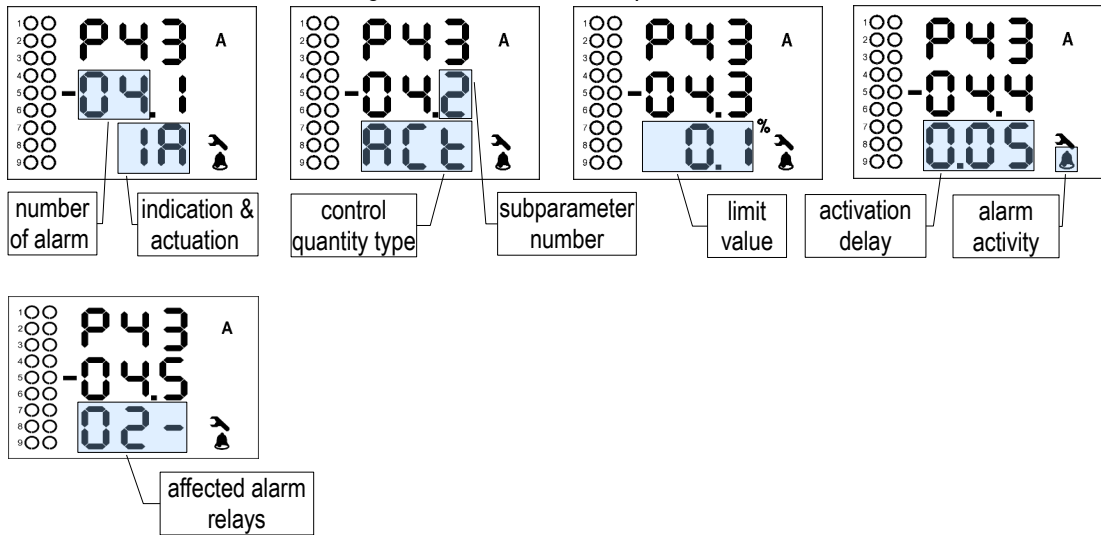 1
2
3
4
5
6
7
8
9
P43 A
-04.1
1A
number
of alarm
indication &
actuation
1
2
3
4
5
6
7
8
9
P43 A
-04.2
ACt
control
quantity type
subparameter
number
1
2
3
4
5
6
7
8
9
P43
-04.3
0.1 %
limit
value
1
2
3
4
5
6
7
8
9
P43 A
-04.4
0.05
activation
delay
alarm
activity
1
2
3
4
5
6
7
8
9
P43 A
-04.5
02-
affected alarm
relays